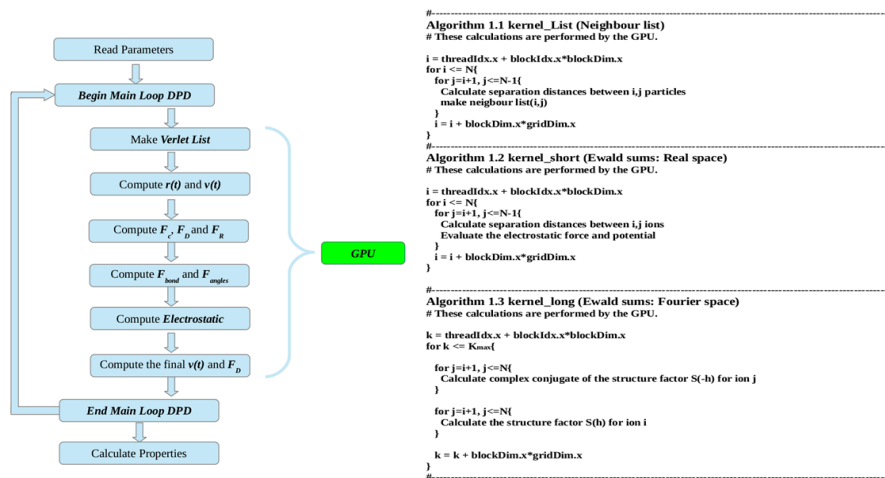 Read Parameters
Begin Main Loop DPD
Make Verlet List
Compute r(t) and v(t)
Compute F_c, F_D and F_R
Compute F_bond and F_angles
Compute Electrostatic
Compute the final v(t) and F_D
End Main Loop DPD
Calculate Properties
GPU
#------------------------------------------------------------
Algorithm 1.1 kernel_List (Neighbour list)
# These calculations are performed by the GPU.
i = threadIdx.x + blockIdx.x*blockDim.x
for i <= N{
for j=i+1, j<=N-1{
Calculate separation distances between i,j particles
make neigbour list(i,j)
}
i = i + blockDim.x*gridDim.x
}
#------------------------------------------------------------
Algorithm 1.2 kernel_short (Ewald sums: Real space)
# These calculations are performed by the GPU.
i = threadIdx.x + blockIdx.x*blockDim.x
for i <= N{
for j=i+1, j<=N-1{
Calculate separation distances between i,j ions
Evaluate the electrostatic force and potential
}
i = i + blockDim.x*gridDim.x
}
#------------------------------------------------------------
Algorithm 1.3 kernel_long (Ewald sums: Fourier space)
# These calculations are performed by the GPU.
k = threadIdx.x + blockIdx.x*blockDim.x
for k <= Kmax{
for j=i+1, j<=N{
Calculate complex conjugate of the structure factor S(-h) for ion j
}
for j=i+1, j<=N{
Calculate the structure factor S(h) for ion i
}
k = k + blockDim.x*gridDim.x
}
#------------------------------------------------------------